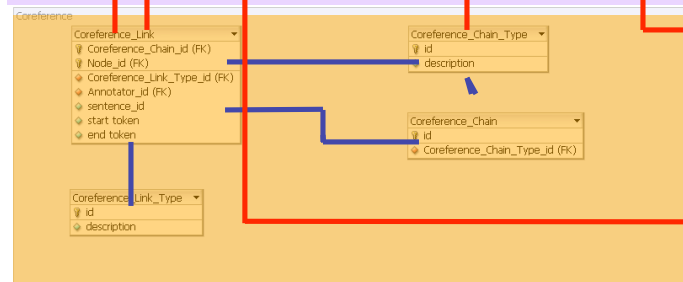 Coreference
Coreference_Link
Coreference_Chain_id (FK)
Node_id (FK)
Coreference_Link_Type_id (FK)
Annotator_id (FK)
sentence_id
start token
end token
Coreference_Chain_Type
id
description
Coreference_Chain
id
Coreference_Chain_Type_id (FK)
Coreference_Link_Type
id
description